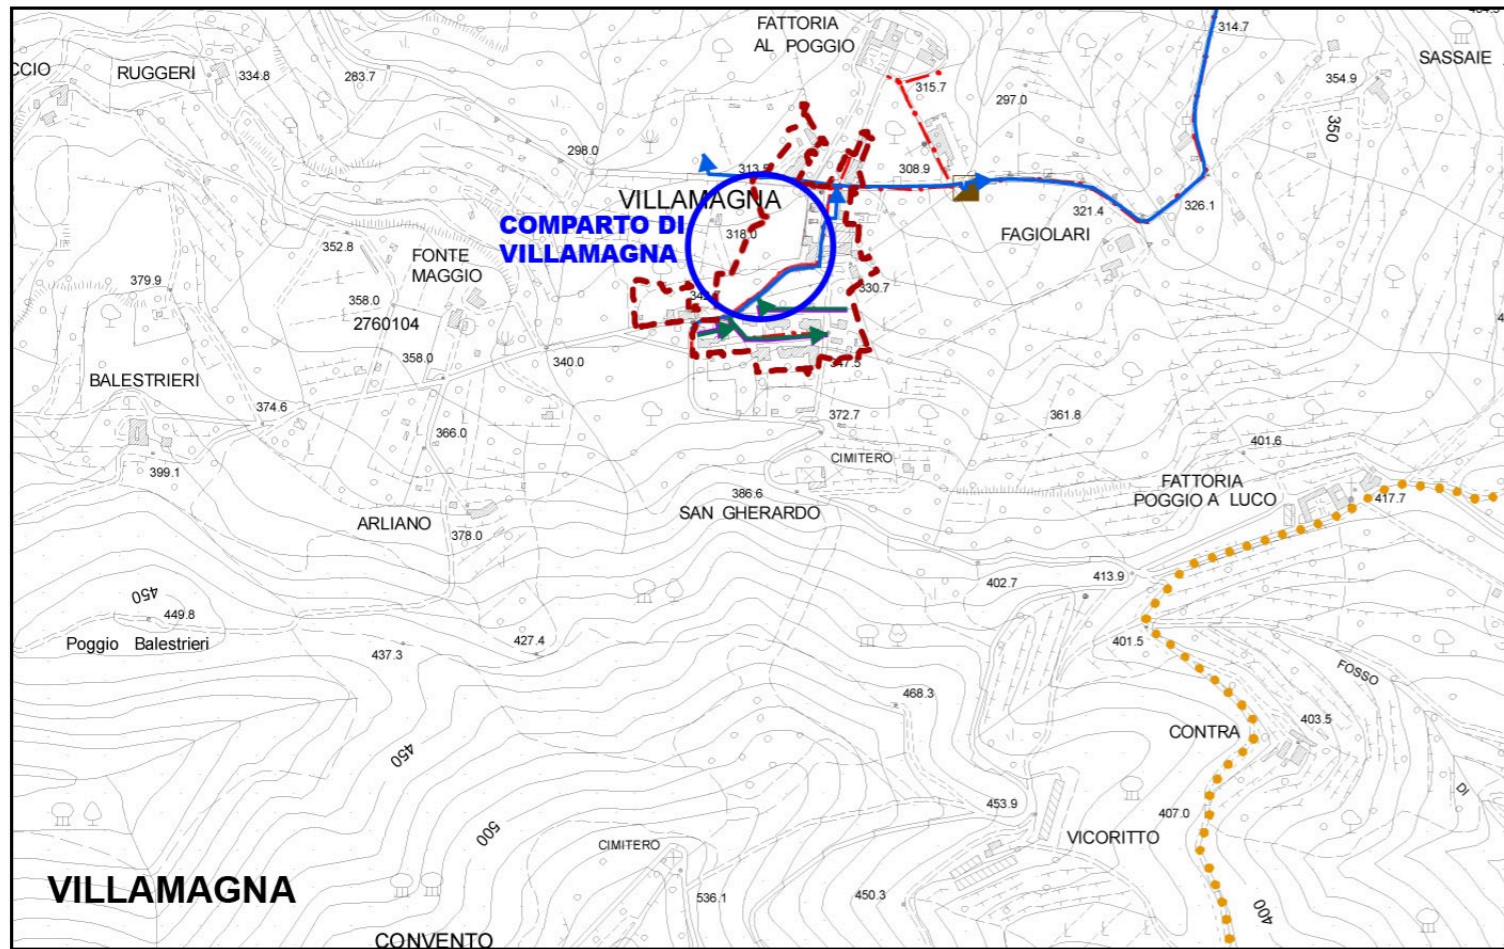 FATTORIA
AL POGGIO
314.7
CCIO
RUGGERI
334.8
283.7
315.7
297.0
354.9
SASSAIE
350
298.0
313.5
308.9
VILLAMAGNA
COMPARTO DI
VILLAMAGNA
318.0
326.1
321.4
FAGIOLARI
352.8
FONTE
MAGGIO
379.9
358.0
330.7
2760104
358.0
340.0
347.5
BALESTRIERI
374.6
372.7
361.8
366.0
401.6
399.1
CIMITERO
386.6
FATTORIA
POGGIO A LUCO
417.7
SAN GHERARDO
ARLIANO
378.0
402.7
413.9
450
449.8
Poggio Balestrieri
427.4
437.3
401.5
FOSSO
468.3
403.5
CONTRA
450
DI
453.9
407.0
500
VICORITTO
CIMITERO
VILLAMAGNA
536.1
450.3
400
CONVENTO